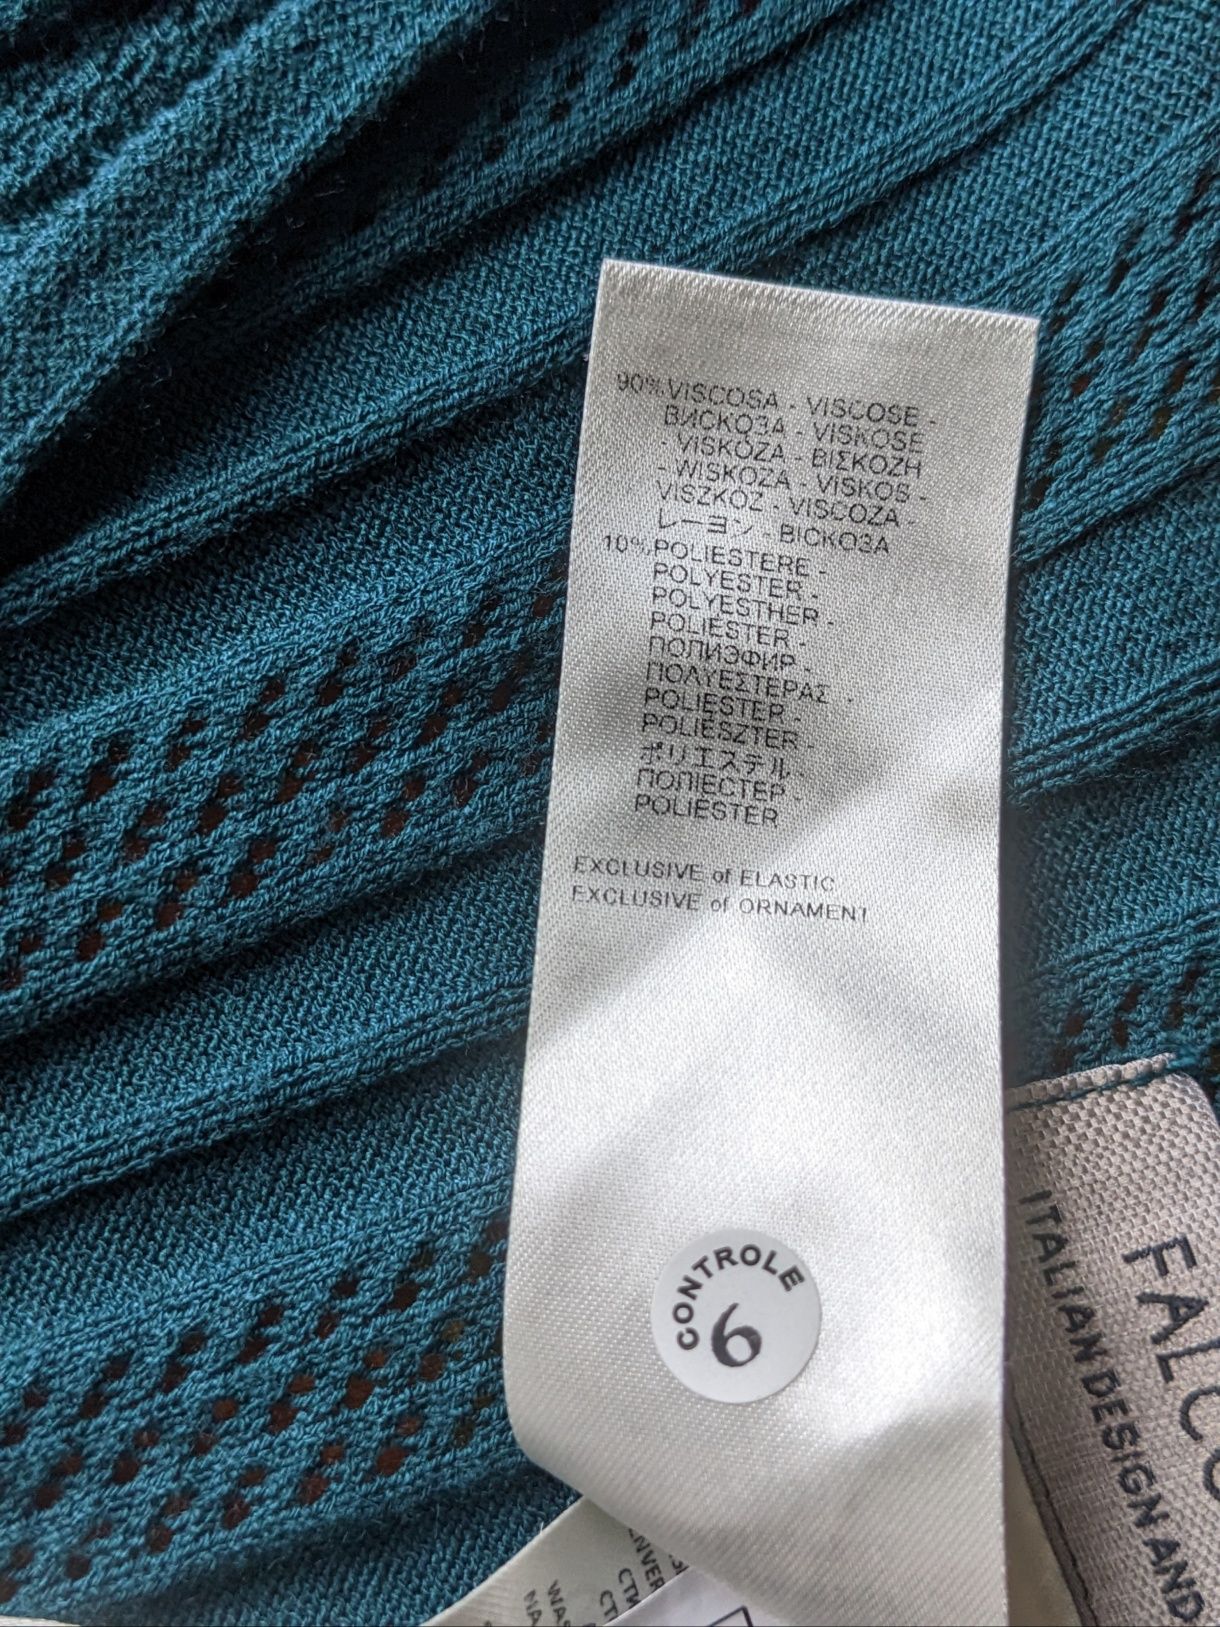 90% VISCOSA - VISCOSE -
ВИСКОЗА - VISKOSE
- VISKÓZA - ΒΙΣΚΟΖΗ
- WISKOZA - VISKOS -
VISZKÓZ - VISCOZA -
レーヨン - ВІСКОЗА
10% POLIESTERE -
POLYESTER -
POLYESTHER -
POLIÉSTER -
ПОЛИЭФИР -
ΠΟΛΥΕΣΤΕΡΑΣ -
POLIESTER -
POLIÉSZTER -
ポリエステル -
ПОЛІЕСТЕР -
POLIÉSTER
EXCLUSIVE of ELASTIC
EXCLUSIVE of ORNAMENT
CONTROLE
6
FALCO
ITALIAN DESIGN AND